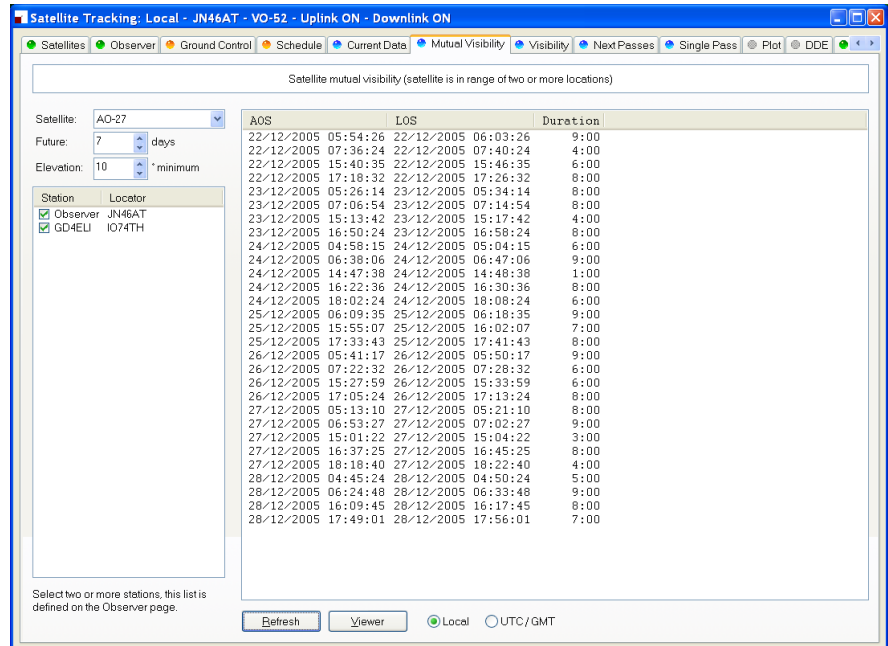 Satellite Tracking: Local - JN46AT - VO-52 - Uplink ON - Downlink ON
Satellites Observer Ground Control Schedule Current Data Mutual Visibility Visibility Next Passes Single Pass Plot DDE
Satellite mutual visibility (satellite is in range of two or more locations)
Satellite: AO-27
Future: 7 days
Elevation: 10 ° minimum
Station Locator
Observer JN46AT
GD4ELI IO74TH
Select two or more stations, this list is
defined on the Observer page.
AOS LOS Duration
22/12/2005 05:54:26 22/12/2005 06:03:26 9:00
22/12/2005 07:36:24 22/12/2005 07:40:24 4:00
22/12/2005 15:40:35 22/12/2005 15:46:35 6:00
22/12/2005 17:18:32 22/12/2005 17:26:32 8:00
23/12/2005 05:26:14 23/12/2005 05:34:14 8:00
23/12/2005 07:06:54 23/12/2005 07:14:54 8:00
23/12/2005 15:13:42 23/12/2005 15:17:42 4:00
23/12/2005 16:50:24 23/12/2005 16:58:24 8:00
24/12/2005 04:58:15 24/12/2005 05:04:15 6:00
24/12/2005 06:38:06 24/12/2005 06:47:06 9:00
24/12/2005 14:47:38 24/12/2005 14:48:38 1:00
24/12/2005 16:22:36 24/12/2005 16:30:36 8:00
24/12/2005 18:02:24 24/12/2005 18:08:24 6:00
25/12/2005 06:09:35 25/12/2005 06:18:35 9:00
25/12/2005 15:55:07 25/12/2005 16:02:07 7:00
25/12/2005 17:33:43 25/12/2005 17:41:43 8:00
26/12/2005 05:41:17 26/12/2005 05:50:17 9:00
26/12/2005 07:22:32 26/12/2005 07:28:32 6:00
26/12/2005 15:27:59 26/12/2005 15:33:59 6:00
26/12/2005 17:05:24 26/12/2005 17:13:24 8:00
27/12/2005 05:13:10 27/12/2005 05:21:10 8:00
27/12/2005 06:53:27 27/12/2005 07:02:27 9:00
27/12/2005 15:01:22 27/12/2005 15:04:22 3:00
27/12/2005 16:37:25 27/12/2005 16:45:25 8:00
27/12/2005 18:18:40 27/12/2005 18:22:40 4:00
28/12/2005 04:45:24 28/12/2005 04:50:24 5:00
28/12/2005 06:24:48 28/12/2005 06:33:48 9:00
28/12/2005 16:09:45 28/12/2005 16:17:45 8:00
28/12/2005 17:49:01 28/12/2005 17:56:01 7:00
Refresh Viewer Local UTC/GMT